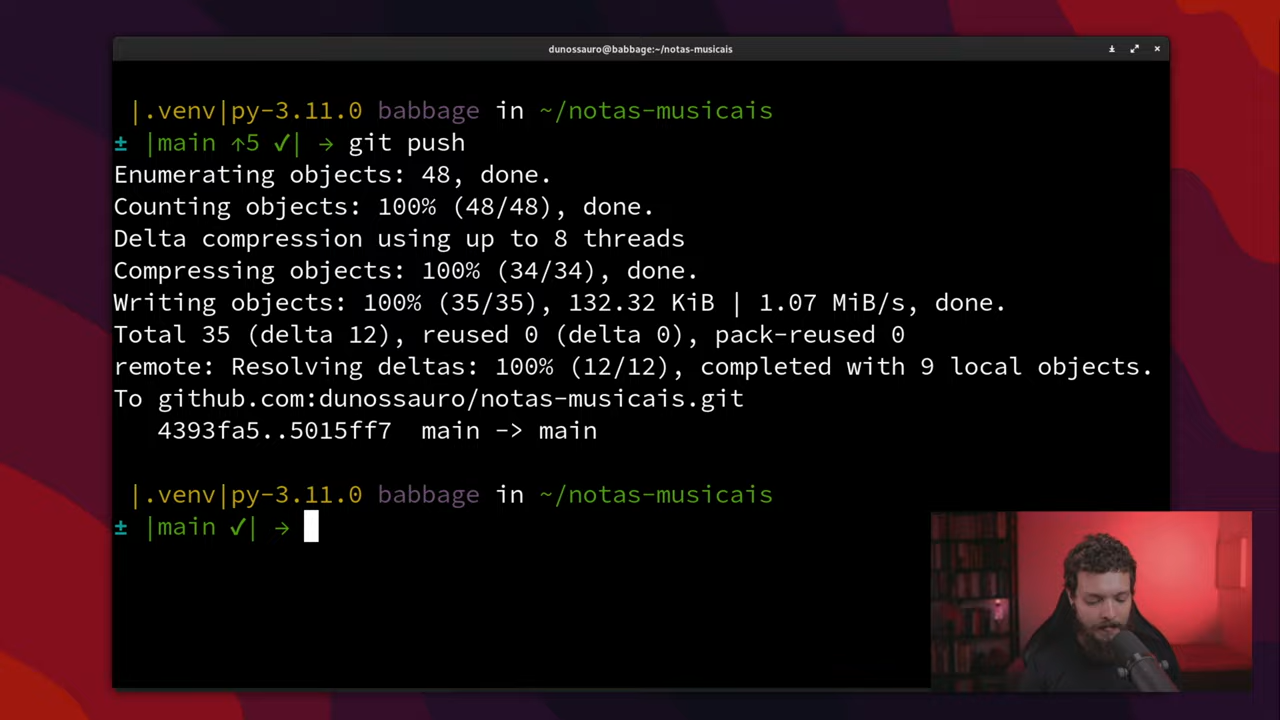 dunossauro@babbage:~/notas-musicais
|.venv|py-3.11.0 babbage in ~/notas-musicais
± |main ↑5 ✓| → git push
Enumerating objects: 48, done.
Counting objects: 100% (48/48), done.
Delta compression using up to 8 threads
Compressing objects: 100% (34/34), done.
Writing objects: 100% (35/35), 132.32 KiB | 1.07 MiB/s, done.
Total 35 (delta 12), reused 0 (delta 0), pack-reused 0
remote: Resolving deltas: 100% (12/12), completed with 9 local objects.
To github.com:dunossauro/notas-musicais.git
4393fa5..5015ff7 main -> main
|.venv|py-3.11.0 babbage in ~/notas-musicais
± |main ✓| →